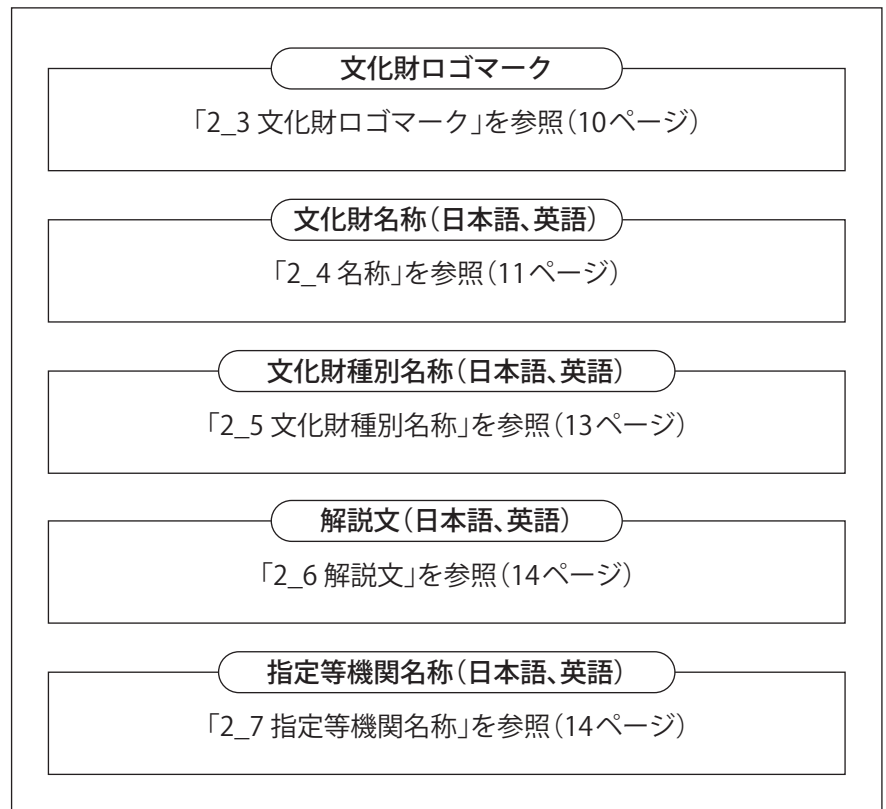 文化財ロゴマーク
「2_3 文化財ロゴマーク」を参照（10ページ）
文化財名称（日本語、英語）
「2_4 名称」を参照（11ページ）
文化財種別名称（日本語、英語）
「2_5 文化財種別名称」を参照（13ページ）
解説文（日本語、英語）
「2_6 解説文」を参照（14ページ）
指定等機関名称（日本語、英語）
「2_7 指定等機関名称」を参照（14ページ）